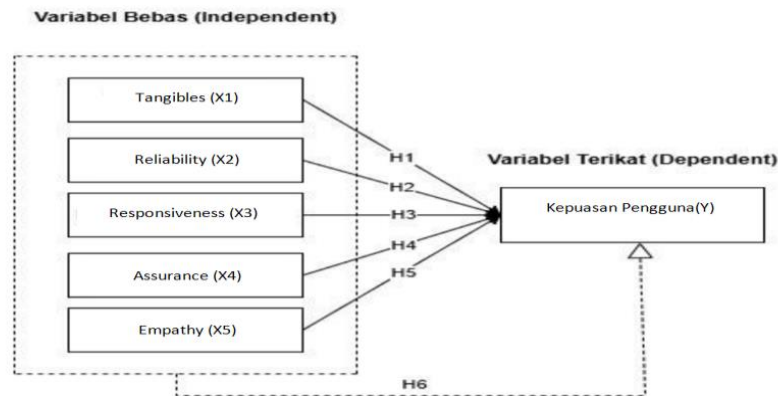 Variabel Bebas (Independent)
Tangibles (X1)
Reliability (X2)
Responsiveness (X3)
Assurance (X4)
Empathy (X5)
H1
H2
H3
H4
H5
Variabel Terikat (Dependent)
Kepuasan Pengguna(Y)
H6